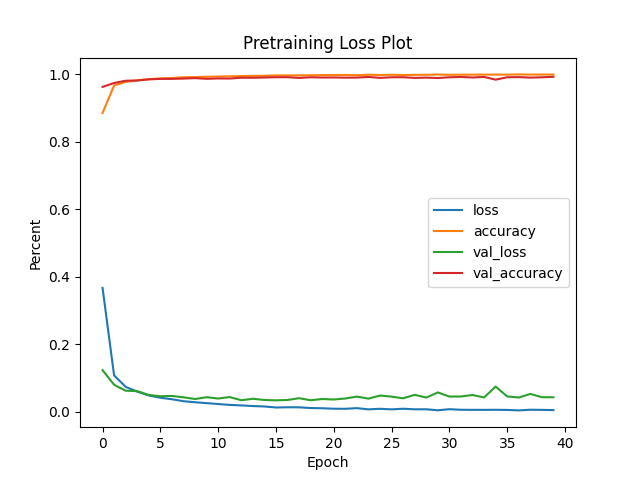 Pretraining Loss Plot
1.0
0.8
0.6
0.4
0.2
0.0
Percent
loss
accuracy
val_loss
val_accuracy
0 5 10 15 20 25 30 35 40
Epoch